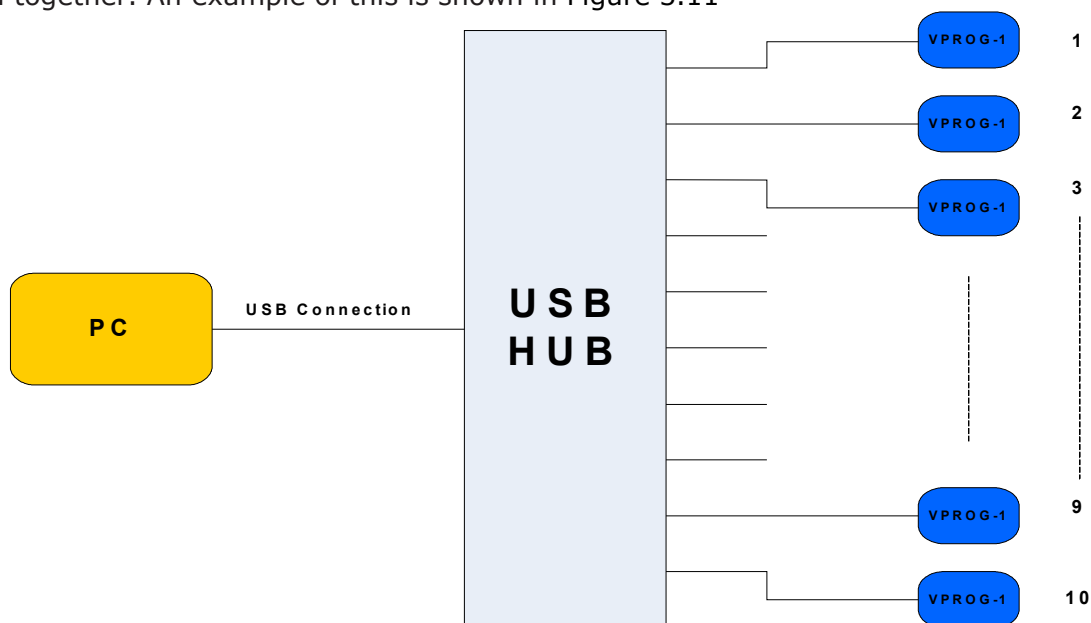 together. An example of this is shown in Figure 3.11
VPROG-1 1
VPROG-1 2
VPROG-1 3
PC
USB Connection
USB
HUB
VPROG-1 9
VPROG-1 10